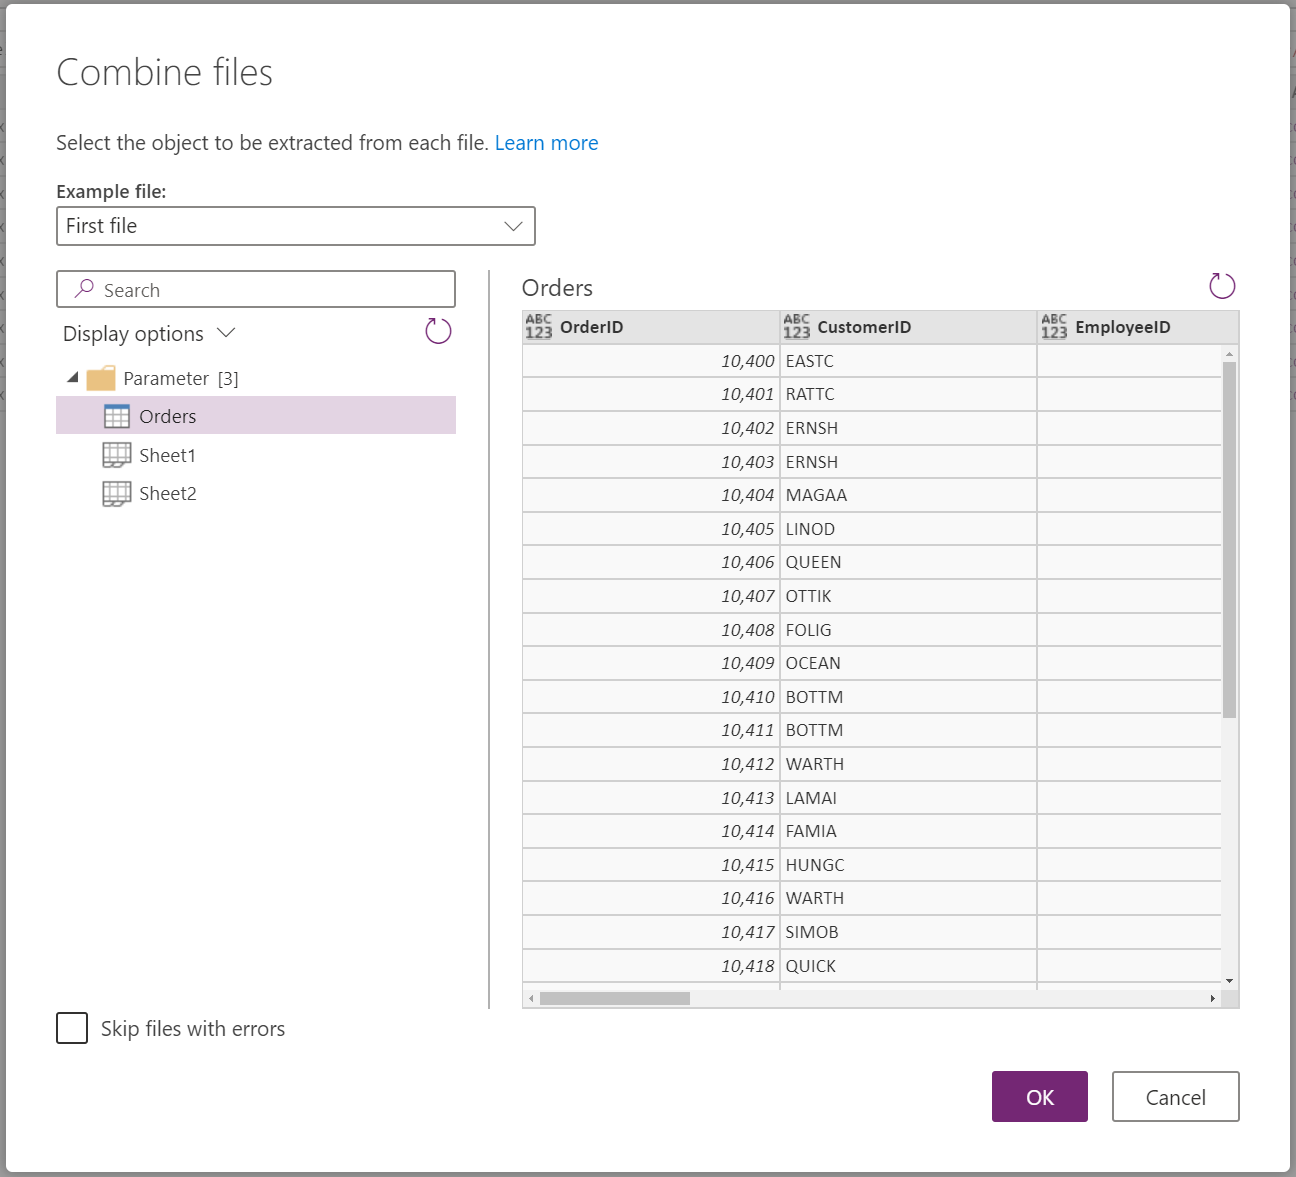 Combine files
Select the object to be extracted from each file. Learn more
Example file:
First file
Search
Display options
Parameter [3]
Orders
Sheet1
Sheet2
Orders
ABC 123 OrderID ABC 123 CustomerID ABC 123 EmployeeID
10,400 EASTC
10,401 RATTC
10,402 ERNSH
10,403 ERNSH
10,404 MAGAA
10,405 LINOD
10,406 QUEEN
10,407 OTTIK
10,408 FOLIG
10,409 OCEAN
10,410 BOTTM
10,411 BOTTM
10,412 WARTH
10,413 LAMAI
10,414 FAMIA
10,415 HUNGC
10,416 WARTH
10,417 SIMOB
10,418 QUICK
Skip files with errors
OK Cancel